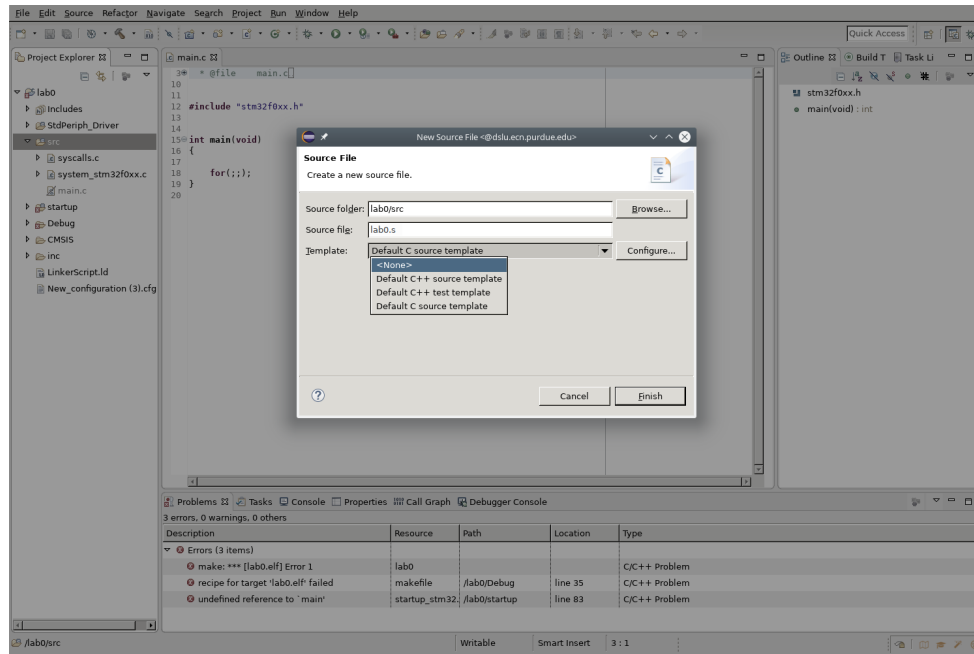 File Edit Source Refactor Navigate Search Project Run Window Help
Quick Access
Project Explorer
lab0
Includes
StdPeriph_Driver
src
syscalls.c
system_stm32f0xx.c
main.c
startup
Debug
CMSIS
inc
LinkerScript.ld
New_configuration (3).cfg
main.c
3 * @file main.c
10
11
12 #include "stm32f0xx.h"
13
14
15 int main(void)
16 {
17
18 for(;;);
19 }
20
Outline Build T Task Li
stm32f0xx.h
main(void) : int
New Source File <@dslu.ecn.purdue.edu>
Source File
Create a new source file.
Source folder: lab0/src Browse...
Source file: lab0.s
Template: Default C source template Configure...
<None>
Default C++ source template
Default C++ test template
Default C source template
Cancel Finish
Problems Tasks Console Properties Call Graph Debugger Console
3 errors, 0 warnings, 0 others
Description Resource Path Location Type
Errors (3 items)
make: *** [lab0.elf] Error 1 lab0 C/C++ Problem
recipe for target 'lab0.elf' failed makefile /lab0/Debug line 35 C/C++ Problem
undefined reference to `main' startup_stm32. /lab0/startup line 83 C/C++ Problem
/lab0/src Writable Smart Insert 3 : 1